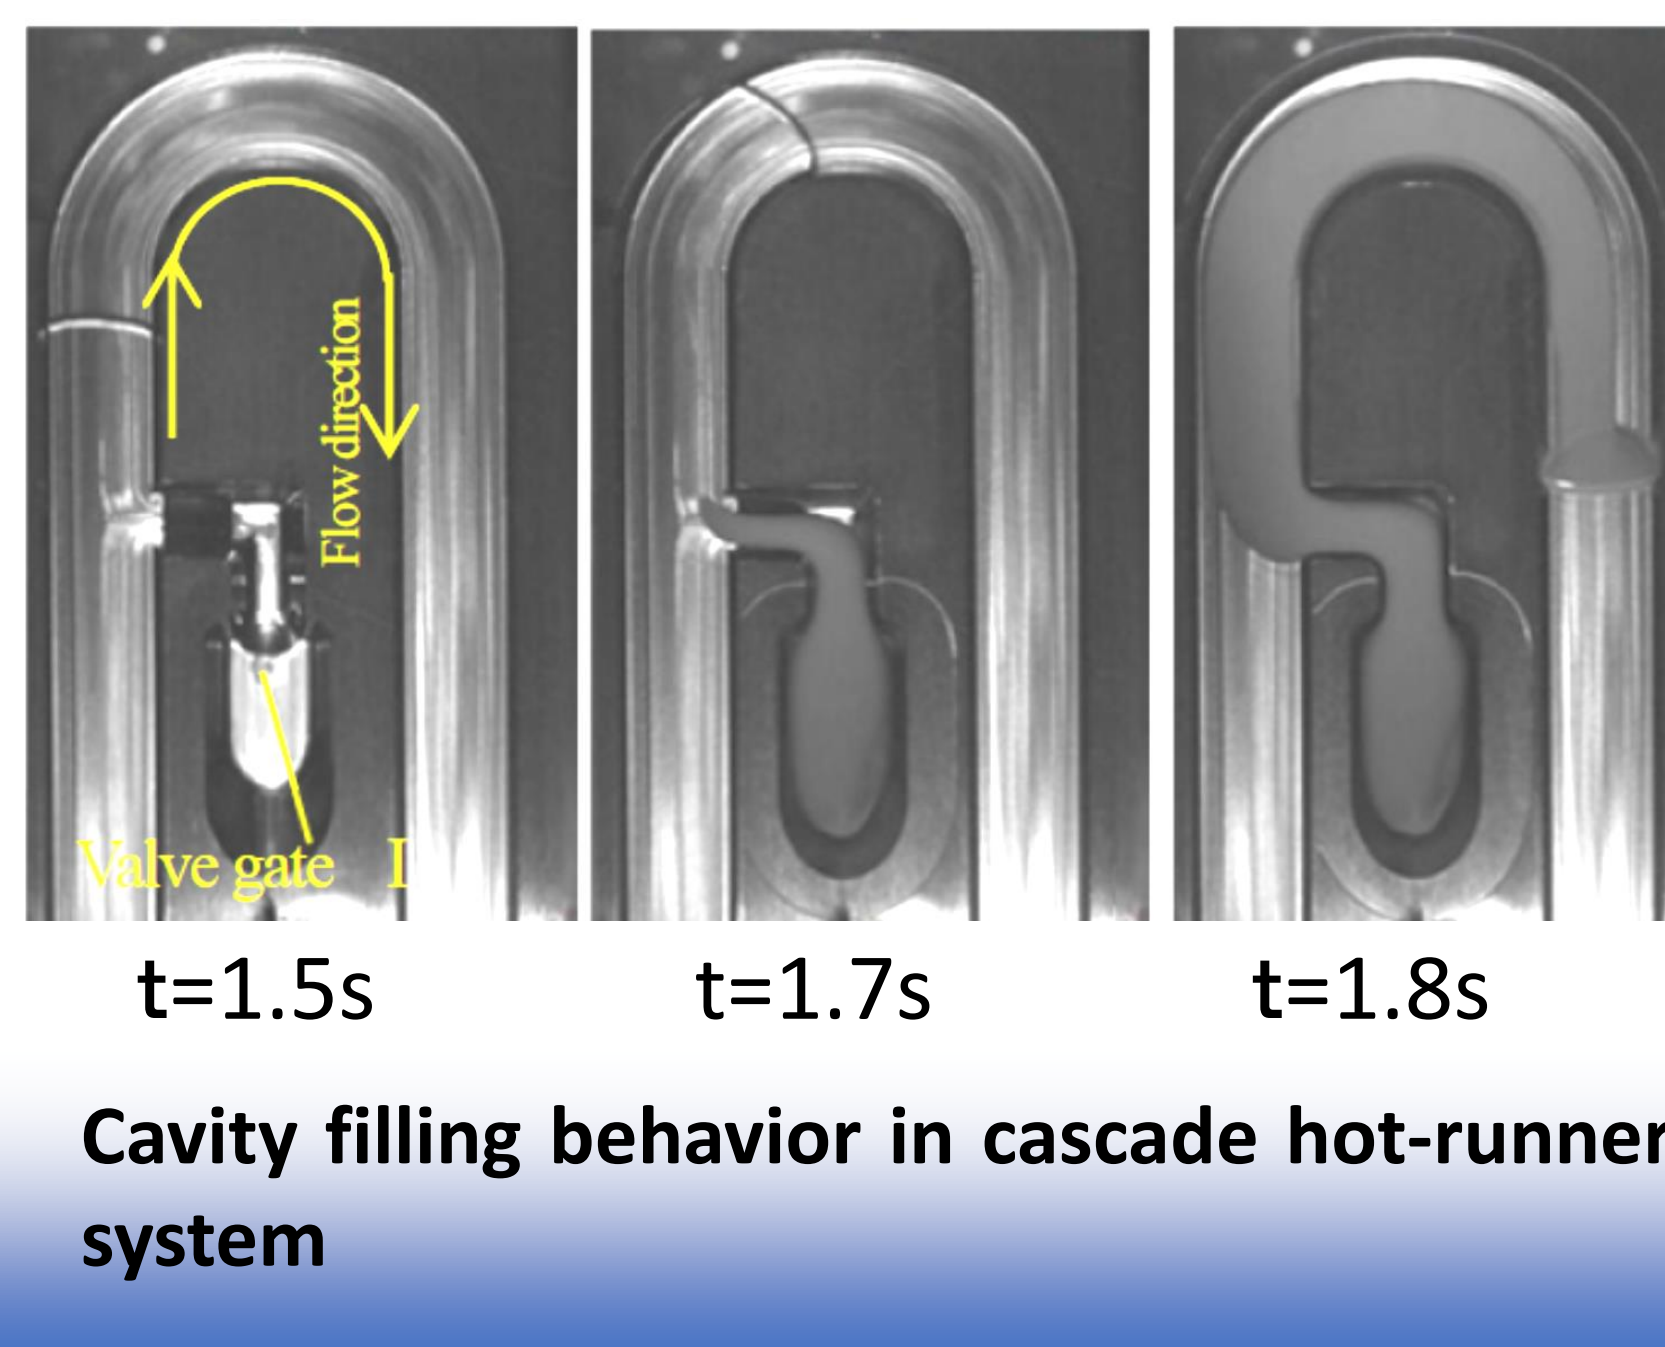 Flow direction
Valve gate I
t=1.5s
t=1.7s
t=1.8s
Cavity filling behavior in cascade hot-runner
system